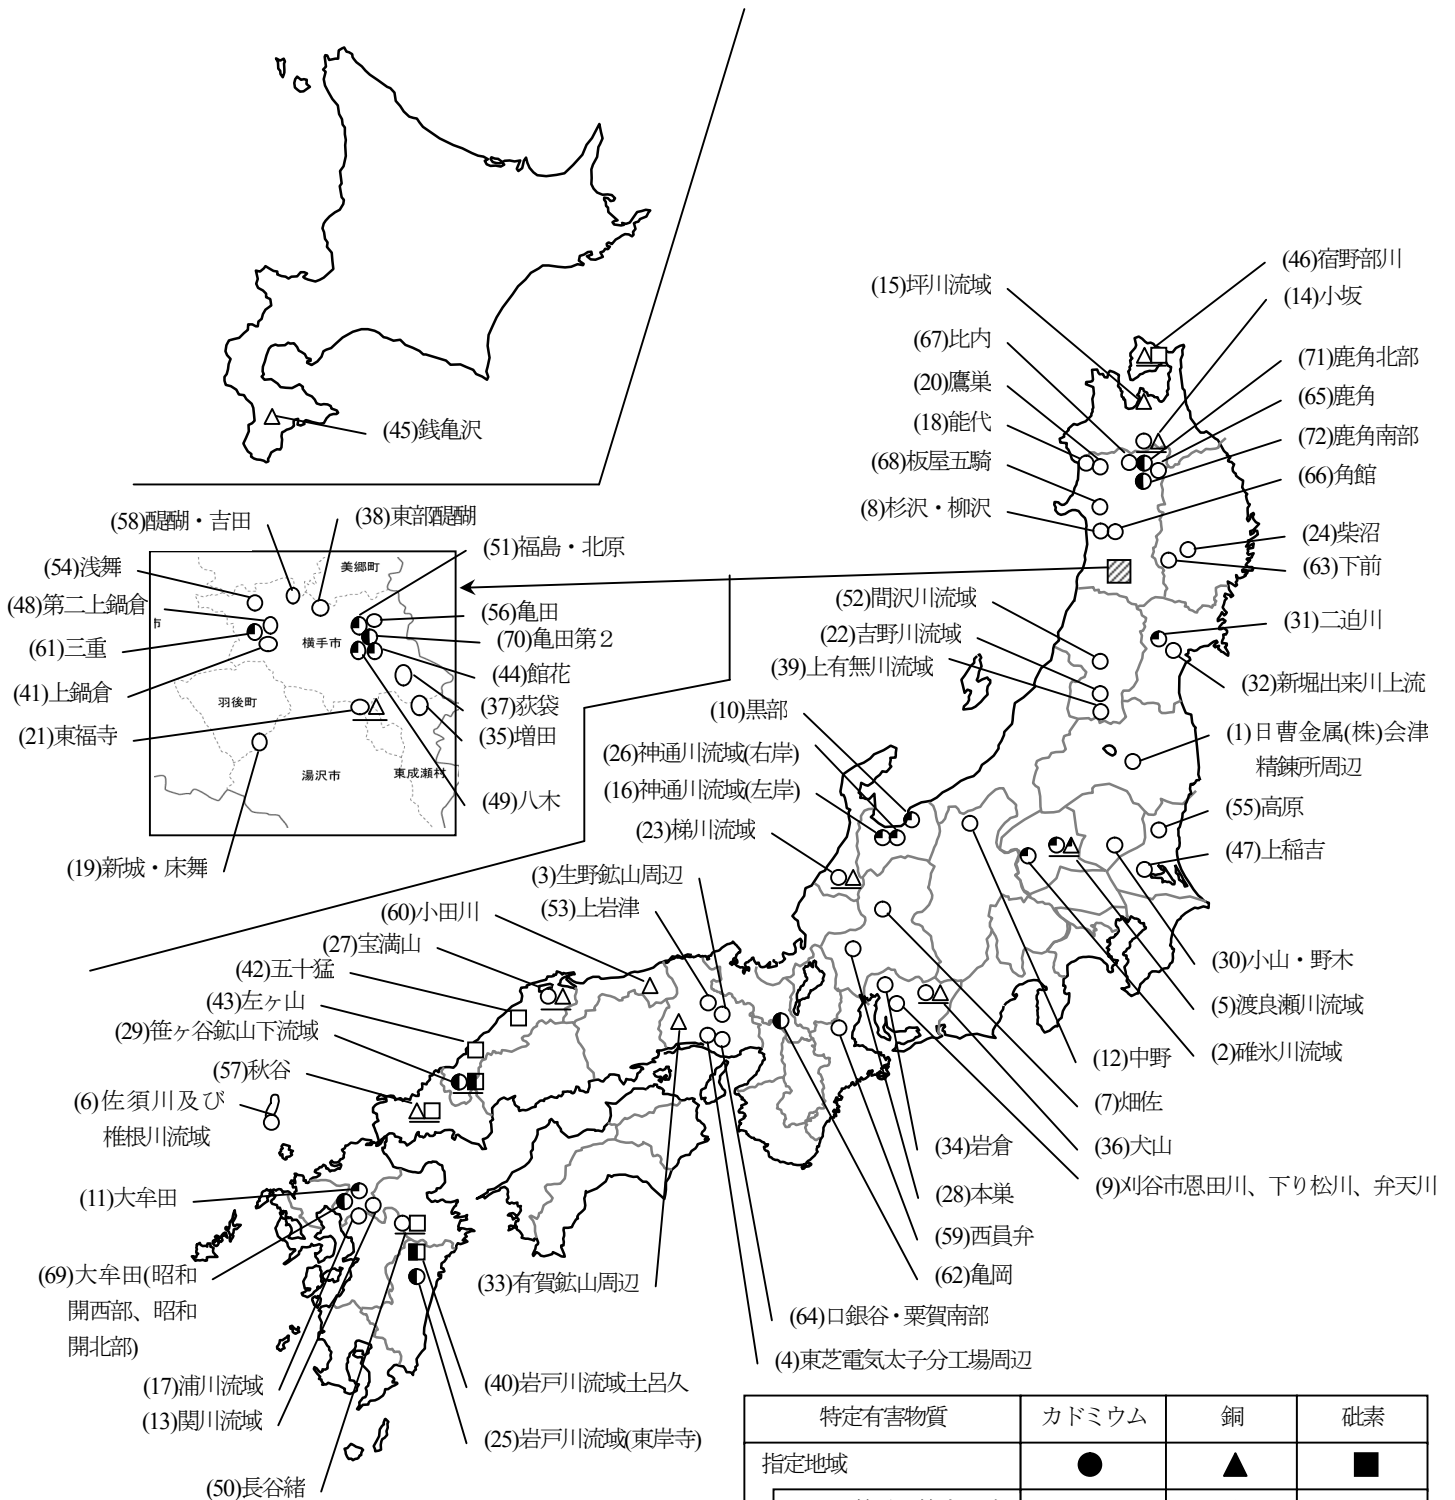 (46)宿野部川
(15)坪川流域
(14)小坂
(67)比内
(71)鹿角北部
(20)鷹巣
(65)鹿角
(18)能代
(72)鹿角南部
(45)銭亀沢
(68)板屋五騎
(66)角館
(8)杉沢・柳沢
(58)醍醐・吉田
(38)東部醍醐
(24)柴沼
(51)福島・北原
(63)下前
(54)浅舞
美郷町
(48)第二上鍋倉
(56)亀田
(52)間沢川流域
(31)二迫川
市
横手市
(70)亀田第２
(22)吉野川流域
(61)三重
(39)上有無川流域
(44)館花
(32)新堀出来川上流
(41)上鍋倉
羽後町
(37)荻袋
(10)黒部
(21)東福寺
(35)増田
(1)日曹金属(株)会津
精錬所周辺
(26)神通川流域(右岸)
湯沢市
東成瀬村
(16)神通川流域(左岸)
(49)八木
(55)高原
(23)梯川流域
(47)上稲吉
(19)新城・床舞
(3)生野鉱山周辺
(60)小田川
(53)上岩津
(27)宝満山
(30)小山・野木
(42)五十猛
(5)渡良瀬川流域
(43)左ヶ山
(29)笹ヶ谷鉱山下流域
(2)碓氷川流域
(12)中野
(57)秋谷
(6)佐須川及び
椎根川流域
(7)畑佐
(34)岩倉
(36)犬山
(11)大牟田
(28)本巣
(9)刈谷市恩田川、下り松川、弁天川
(59)西員弁
(69)大牟田(昭和
開西部、昭和
開北部)
(33)有賀鉱山周辺
(62)亀岡
(64)口銀谷・粟賀南部
(4)東芝電気太子分工場周辺
(17)浦川流域
(40)岩戸川流域土呂久
(13)関川流域
(25)岩戸川流域(東岸寺)
(50)長谷緒
特定有害物質 カドミウム 銅 砒素
指定地域 ● ▲ ■